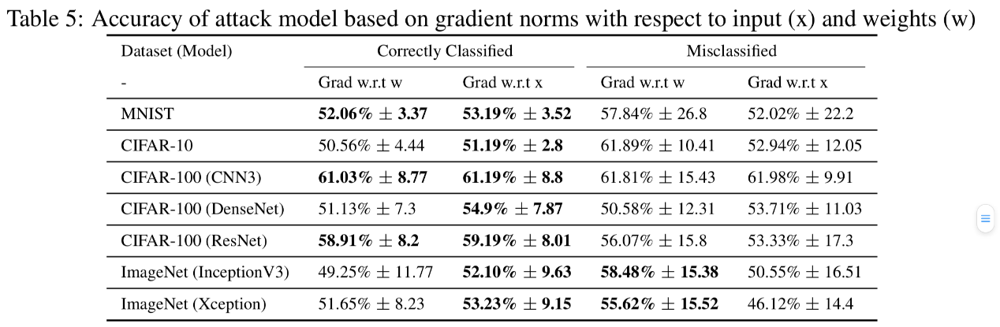 Table 5: Accuracy of attack model based on gradient norms with respect to input (x) and weights (w)
Dataset (Model) Correctly Classified Misclassified
- Grad w.r.t w Grad w.r.t x Grad w.r.t w Grad w.r.t x
MNIST 52.06% ± 3.37 53.19% ± 3.52 57.84% ± 26.8 52.02% ± 22.2
CIFAR-10 50.56% ± 4.44 51.19% ± 2.8 61.89% ± 10.41 52.94% ± 12.05
CIFAR-100 (CNN3) 61.03% ± 8.77 61.19% ± 8.8 61.81% ± 15.43 61.98% ± 9.91
CIFAR-100 (DenseNet) 51.13% ± 7.3 54.9% ± 7.87 50.58% ± 12.31 53.71% ± 11.03
CIFAR-100 (ResNet) 58.91% ± 8.2 59.19% ± 8.01 56.07% ± 15.8 53.33% ± 17.3
ImageNet (InceptionV3) 49.25% ± 11.77 52.10% ± 9.63 58.48% ± 15.38 50.55% ± 16.51
ImageNet (Xception) 51.65% ± 8.23 53.23% ± 9.15 55.62% ± 15.52 46.12% ± 14.4